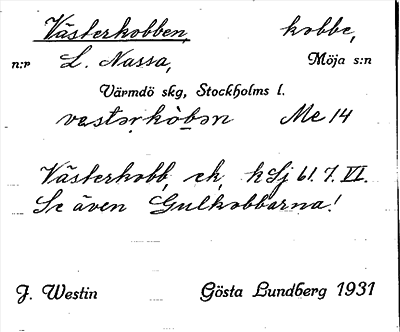 Västerkobben, kobbe,
n:r L. Nassa, Möja s:n
Värmdö skg, Stockholms l.
vestərkòbən Me 14
Västerkobb, ek, kSj 61. 7. VI.
Se även Gulkobbarna!
J. Westin Gösta Lundberg 1931